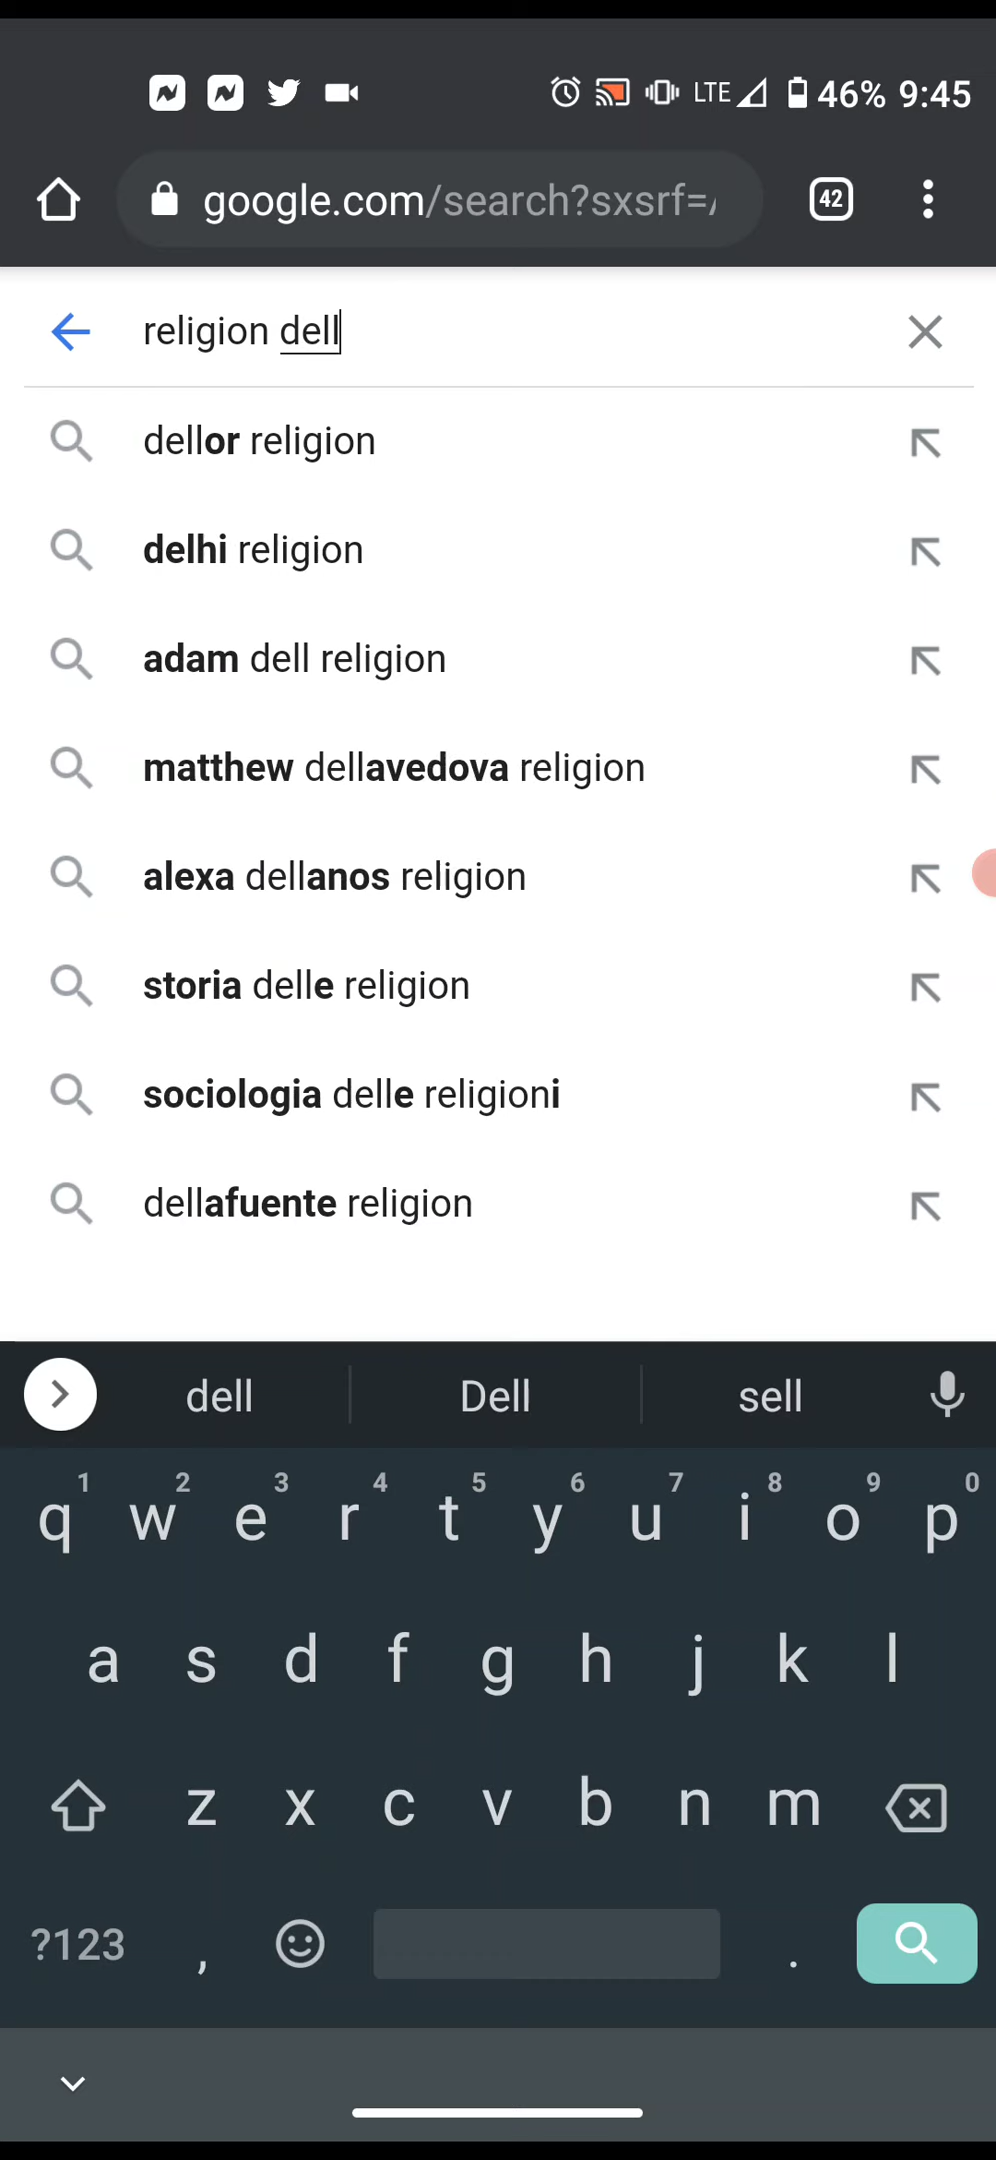 LTE 46% 9:45
google.com/search?sxsrf=
42
religion dell
dellor religion
delhi religion
adam dell religion
matthew dellavedova religion
alexa dellanos religion
storia delle religion
sociologia delle religioni
dellafuente religion
dell Dell sell
1 2 3 4 5 6 7 8 9 0
q w e r t y u i o p
a s d f g h j k l
z x c v b n m
?123 , .